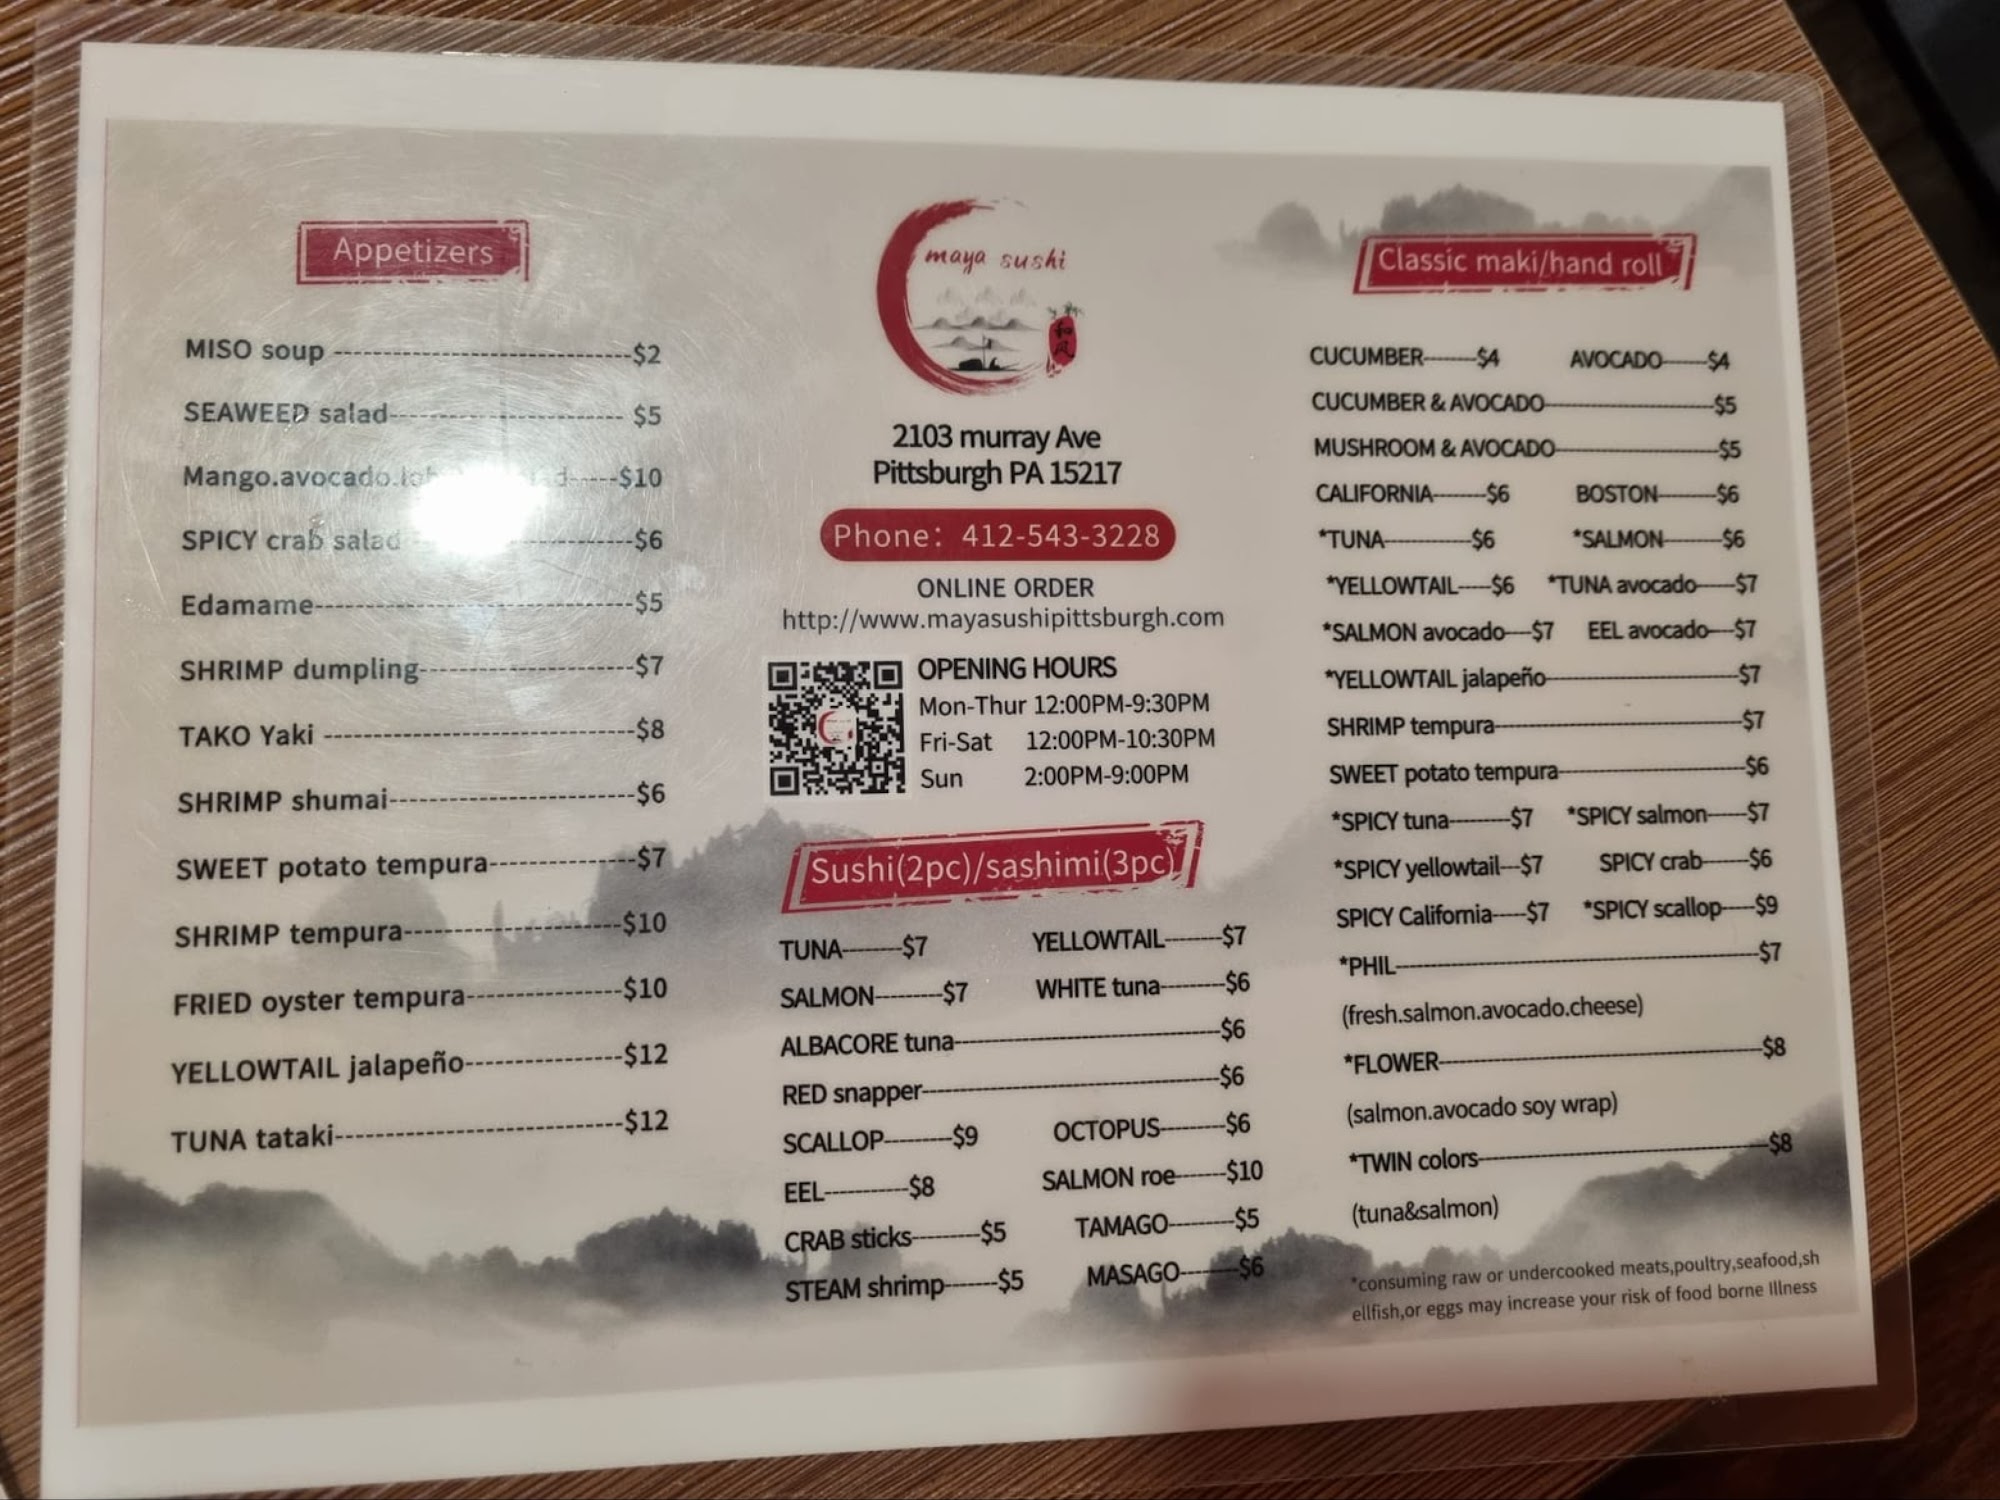 Appetizers
MISO soup --------------------$2
SEAWEED salad-------------------- $5
Mango.avocado. -----$10
SPICY crab salad --------------------$6
Edamame--------------------$5
SHRIMP dumpling--------------------$7
TAKO Yaki --------------------$8
SHRIMP shumai--------------------$6
SWEET potato tempura---------------$7
SHRIMP tempura--------------------$10
FRIED oyster tempura---------------$10
YELLOWTAIL jalapeño---------------$12
TUNA tataki--------------------$12
maya sushi
和风
2103 murray Ave
Pittsburgh PA 15217
Phone：412-543-3228
ONLINE ORDER
http://www.mayasushipittsburgh.com
OPENING HOURS
Mon-Thur 12:00PM-9:30PM
Fri-Sat 12:00PM-10:30PM
Sun 2:00PM-9:00PM
Sushi(2pc)/sashimi(3pc)
TUNA--------$7 YELLOWTAIL--------$7
SALMON---------$7 WHITE tuna---------$6
ALBACORE tuna--------------------$6
RED snapper--------------------$6
SCALLOP---------$9 OCTOPUS---------$6
EEL-----------$8 SALMON roe-------$10
CRAB sticks---------$5 TAMAGO---------$5
STEAM shrimp-------$5 MASAGO--------$6
Classic maki/hand roll
CUCUMBER-------$4 AVOCADO------$4
CUCUMBER & AVOCADO--------------------$5
MUSHROOM & AVOCADO--------------------$5
CALIFORNIA-------$6 BOSTON--------$6
*TUNA-----------$6 *SALMON--------$6
*YELLOWTAIL-----$6 *TUNA avocado-----$7
*SALMON avocado---$7 EEL avocado---$7
*YELLOWTAIL jalapeño--------------------$7
SHRIMP tempura--------------------$7
SWEET potato tempura--------------------$6
*SPICY tuna--------$7 *SPICY salmon-----$7
*SPICY yellowtail--$7 SPICY crab------$6
SPICY California-----$7 *SPICY scallop-----$9
*PHIL--------------------$7
(fresh.salmon.avocado.cheese)
*FLOWER--------------------$8
(salmon.avocado soy wrap)
*TWIN colors--------------------$8
(tuna&salmon)
*consuming raw or undercooked meats,poultry,seafood,sh
ellfish,or eggs may increase your risk of food borne Illness